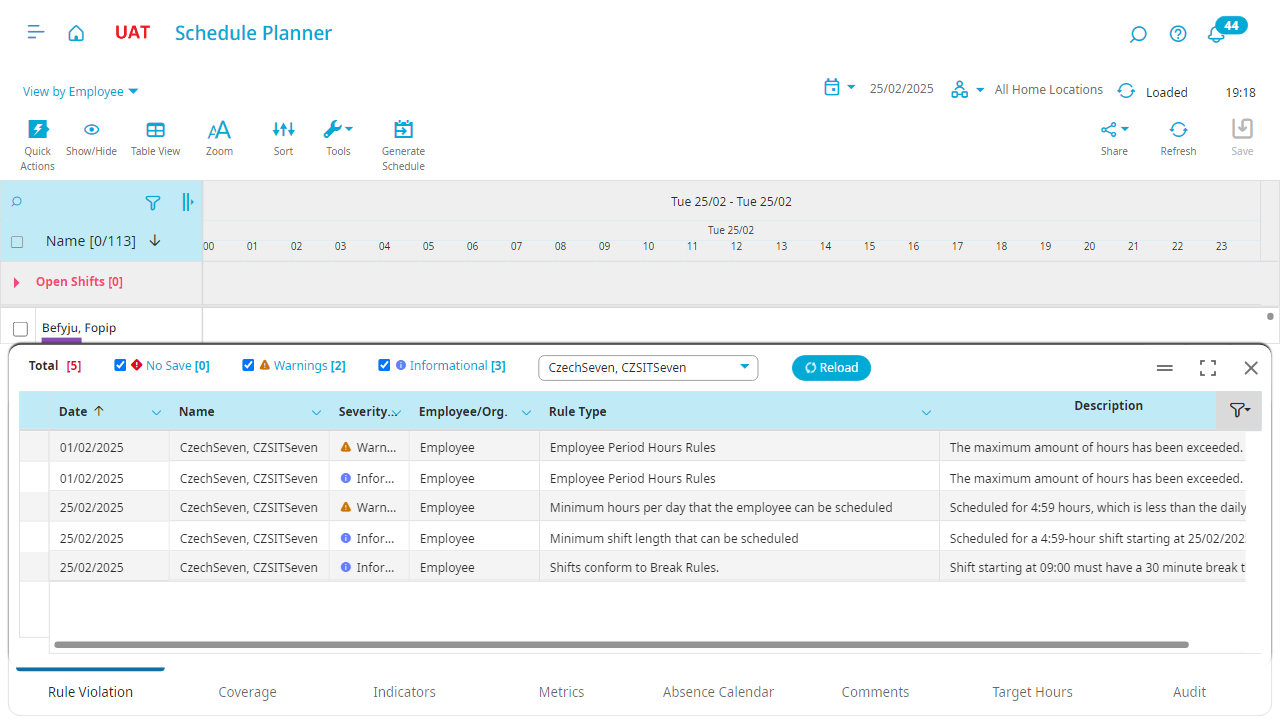 UAT
Schedule Planner
44
View by Employee
25/02/2025
All Home Locations
Loaded
19:18
Quick Actions
Show/Hide
Table View
Zoom
Sort
Tools
Generate Schedule
Share
Refresh
Save
Tue 25/02 - Tue 25/02
Name [0/113]
Tue 25/02
00 01 02 03 04 05 06 07 08 09 10 11 12 13 14 15 16 17 18 19 20 21 22 23
Open Shifts [0]
Befyju, Fopip
Total [5]
No Save [0]
Warnings [2]
Informational [3]
CzechSeven, CZSITSeven
Reload
Date Name Severity... Employee/Org. Rule Type Description
01/02/2025 CzechSeven, CZSITSeven Warn... Employee Employee Period Hours Rules The maximum amount of hours has been exceeded.
01/02/2025 CzechSeven, CZSITSeven Infor... Employee Employee Period Hours Rules The maximum amount of hours has been exceeded.
25/02/2025 CzechSeven, CZSITSeven Warn... Employee Minimum hours per day that the employee can be scheduled Scheduled for 4:59 hours, which is less than the daily
25/02/2025 CzechSeven, CZSITSeven Infor... Employee Minimum shift length that can be scheduled Scheduled for a 4:59-hour shift starting at 25/02/202
25/02/2025 CzechSeven, CZSITSeven Infor... Employee Shifts conform to Break Rules. Shift starting at 09:00 must have a 30 minute break t
Rule Violation
Coverage
Indicators
Metrics
Absence Calendar
Comments
Target Hours
Audit